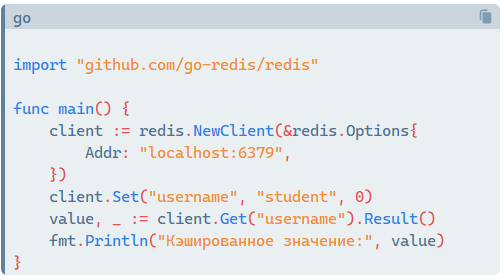 go
import "github.com/go-redis/redis"
func main() {
    client := redis.NewClient(&redis.Options{
        Addr: "localhost:6379",
    })
    client.Set("username", "student", 0)
    value, _ := client.Get("username").Result()
    fmt.Println("Кэшированное значение:", value)
}